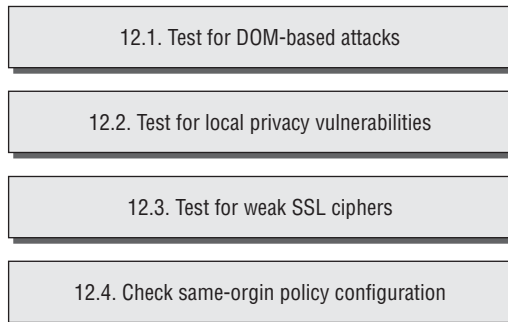 12.1. Test for DOM-based attacks
12.2. Test for local privacy vulnerabilities
12.3. Test for weak SSL ciphers
12.4. Check same-orgin policy configuration